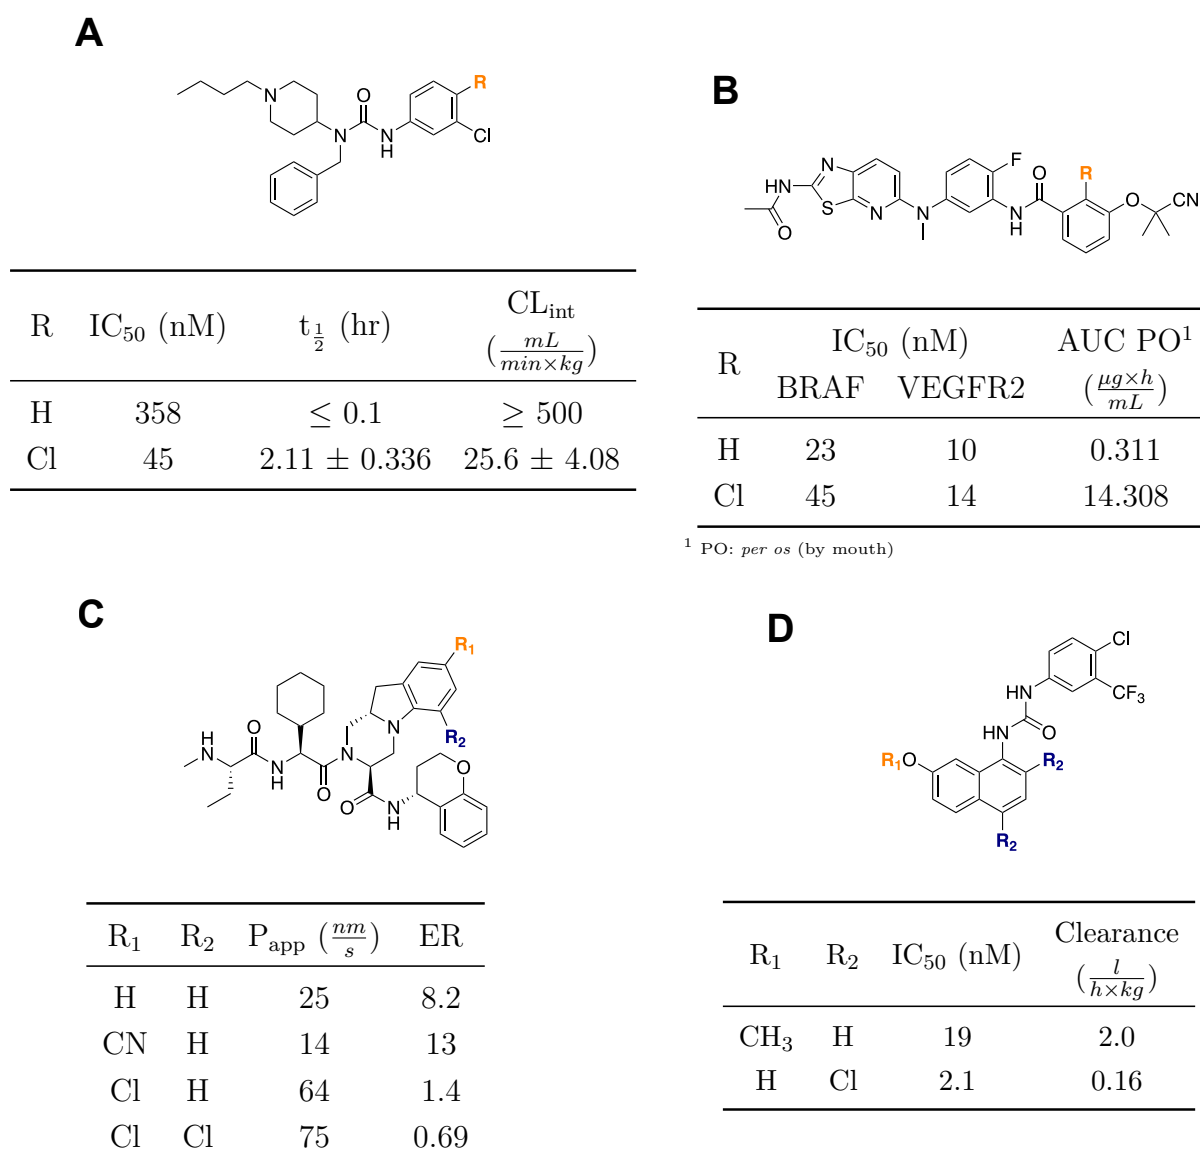 A
R
N
O
N
N
H
Cl
R IC50 (nM) t1/2 (hr) CLint (mL/min×kg)
H 358 ≤ 0.1 ≥ 500
Cl 45 2.11 ± 0.336 25.6 ± 4.08
B
N
F
O
R
HN
O
CN
S
N
N
N
H
O
R IC50 (nM) AUC PO1
BRAF VEGFR2 (μg×h/mL)
H 23 10 0.311
Cl 45 14 14.308
1 PO: per os (by mouth)
C
R1
H
N
O
N
R2
N
H
O
N
O
O
N
H
O
R1 R2 Papp (nm/s) ER
H H 25 8.2
CN H 14 13
Cl H 64 1.4
Cl Cl 75 0.69
D
Cl
HN
CF3
HN
O
R1
O
R2
R2
R1 R2 IC50 (nM) Clearance (l/h×kg)
CH3 H 19 2.0
H Cl 2.1 0.16